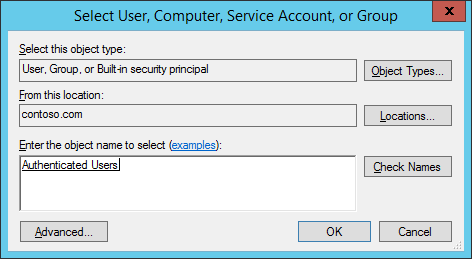 Select User, Computer, Service Account, or Group
x
Select this object type:
User, Group, or Built-in security principal
Object Types...
From this location:
contoso.com
Locations...
Enter the object name to select (examples):
Authenticated Users
Check Names
Advanced...
OK
Cancel